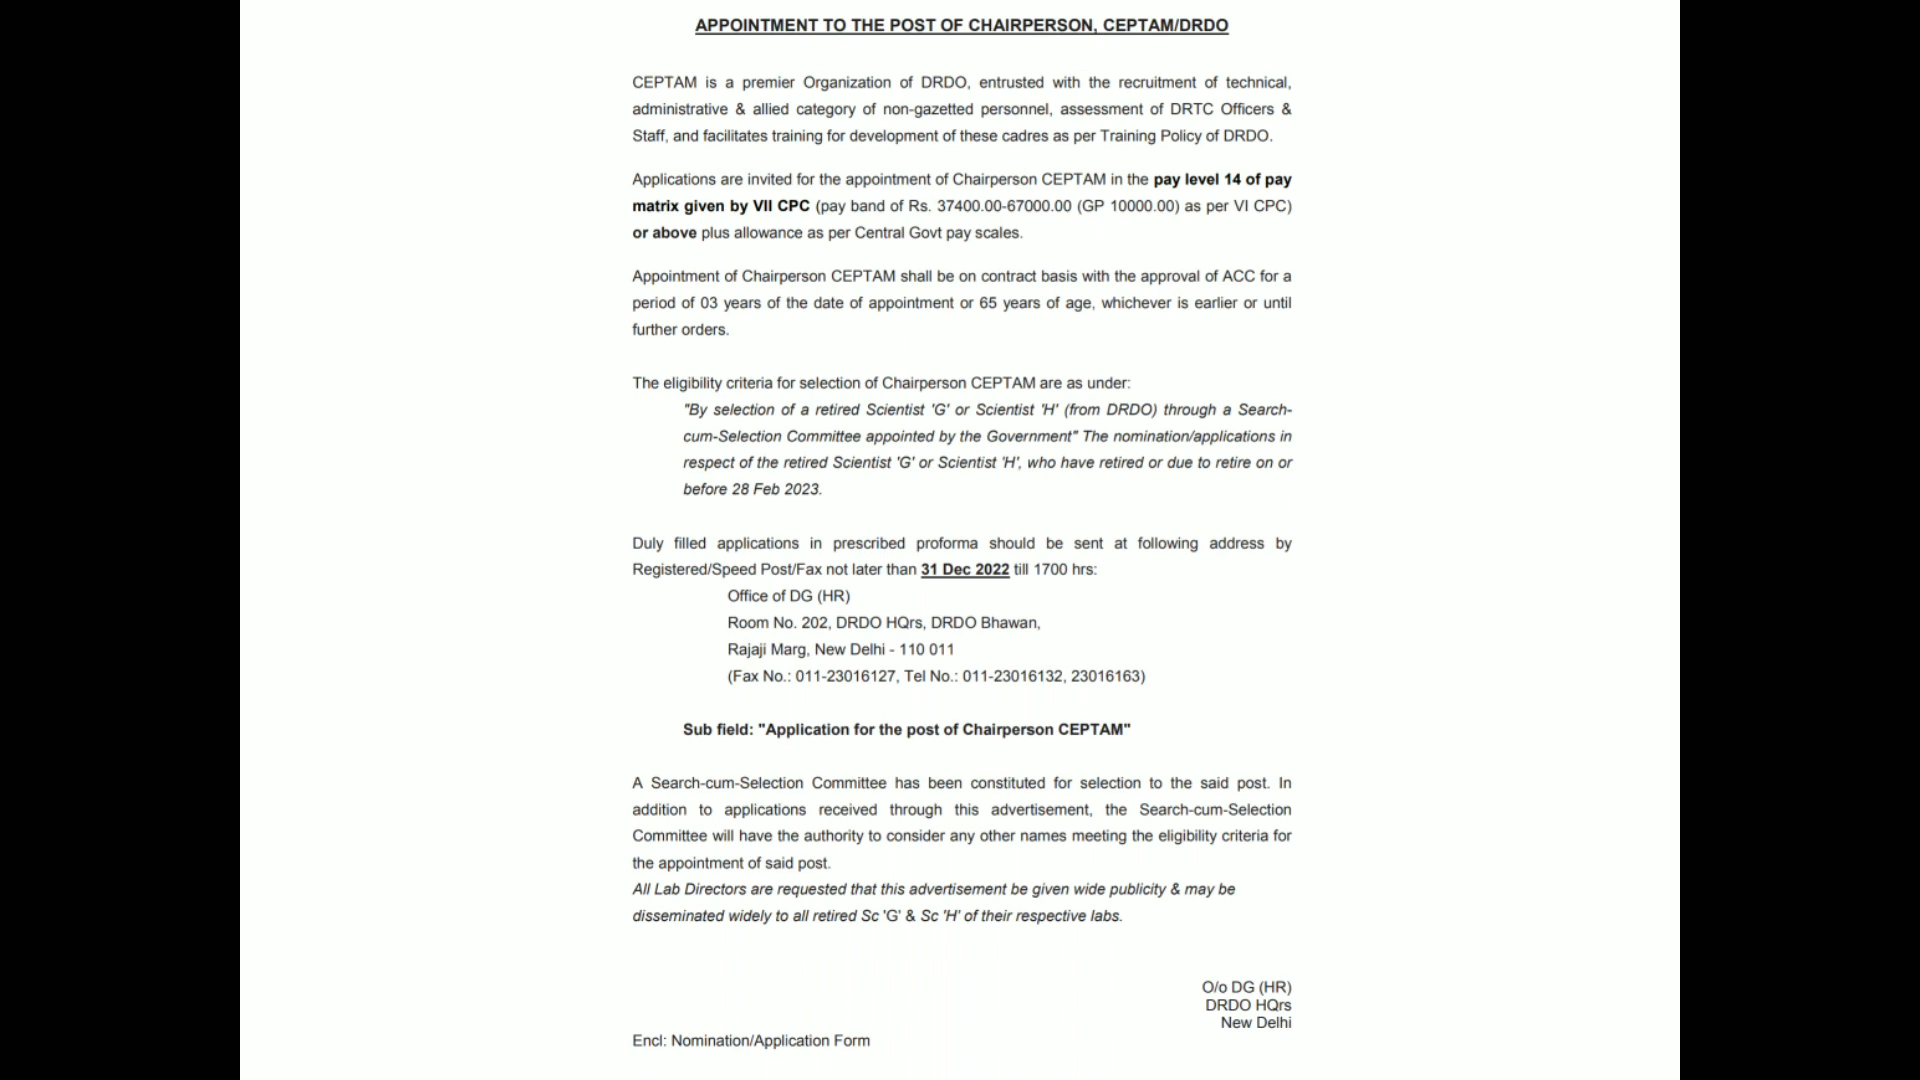 APPOINTMENT TO THE POST OF CHAIRPERSON, CEPTAM/DRDO
CEPTAM is a premier Organization of DRDO, entrusted with the recruitment of technical,
administrative & allied category of non-gazetted personnel, assessment of DRTC Officers &
Staff, and facilitates training for development of these cadres as per Training Policy of DRDO.
Applications are invited for the appointment of Chairperson CEPTAM in the pay level 14 of pay
matrix given by VII CPC (pay band of Rs. 37400.00-67000.00 (GP 10000.00) as per VI CPC)
or above plus allowance as per Central Govt pay scales.
Appointment of Chairperson CEPTAM shall be on contract basis with the approval of ACC for a
period of 03 years of the date of appointment or 65 years of age, whichever is earlier or until
further orders.
The eligibility criteria for selection of Chairperson CEPTAM are as under:
"By selection of a retired Scientist 'G' or Scientist 'H' (from DRDO) through a Search-
cum-Selection Committee appointed by the Government" The nomination/applications in
respect of the retired Scientist 'G' or Scientist 'H', who have retired or due to retire on or
before 28 Feb 2023.
Duly filled applications in prescribed proforma should be sent at following address by
Registered/Speed Post/Fax not later than 31 Dec 2022 till 1700 hrs:
Office of DG (HR)
Room No. 202, DRDO HQrs, DRDO Bhawan,
Rajaji Marg, New Delhi - 110 011
(Fax No.: 011-23016127, Tel No.: 011-23016132, 23016163)
Sub field: "Application for the post of Chairperson CEPTAM"
A Search-cum-Selection Committee has been constituted for selection to the said post. In
addition to applications received through this advertisement, the Search-cum-Selection
Committee will have the authority to consider any other names meeting the eligibility criteria for
the appointment of said post.
All Lab Directors are requested that this advertisement be given wide publicity & may be
disseminated widely to all retired Sc 'G' & Sc 'H' of their respective labs.
O/o DG (HR)
DRDO HQrs
New Delhi
Encl: Nomination/Application Form